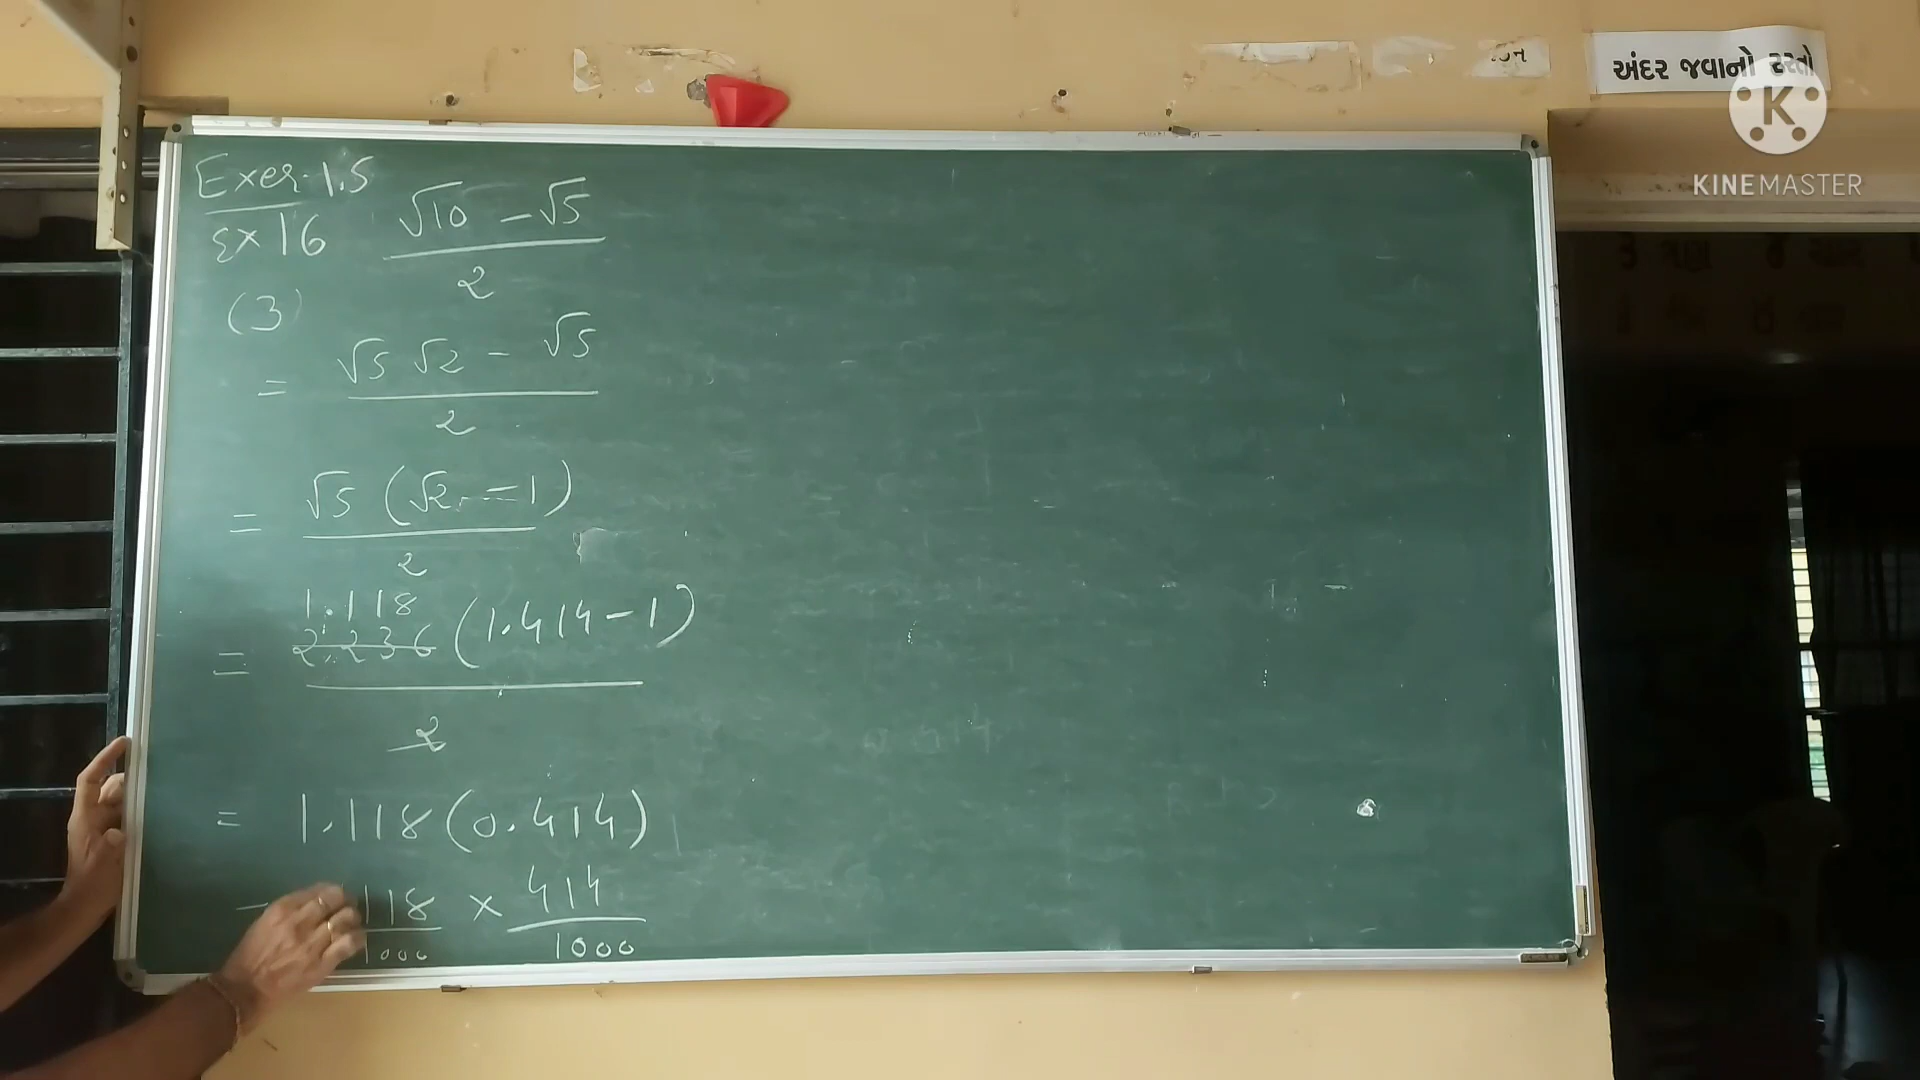 અંદર જવાનો રસ્તો
K
KINEMASTER
Exer-1.5
Ex 16 (√10 - √5)/2
(3)
= (√5 √2 - √5)/2
= √5 (√2 - 1)/2
1.118
= 2.236 (1.414 - 1)/2
= 1.118 (0.414)
118/1000 × 414/1000